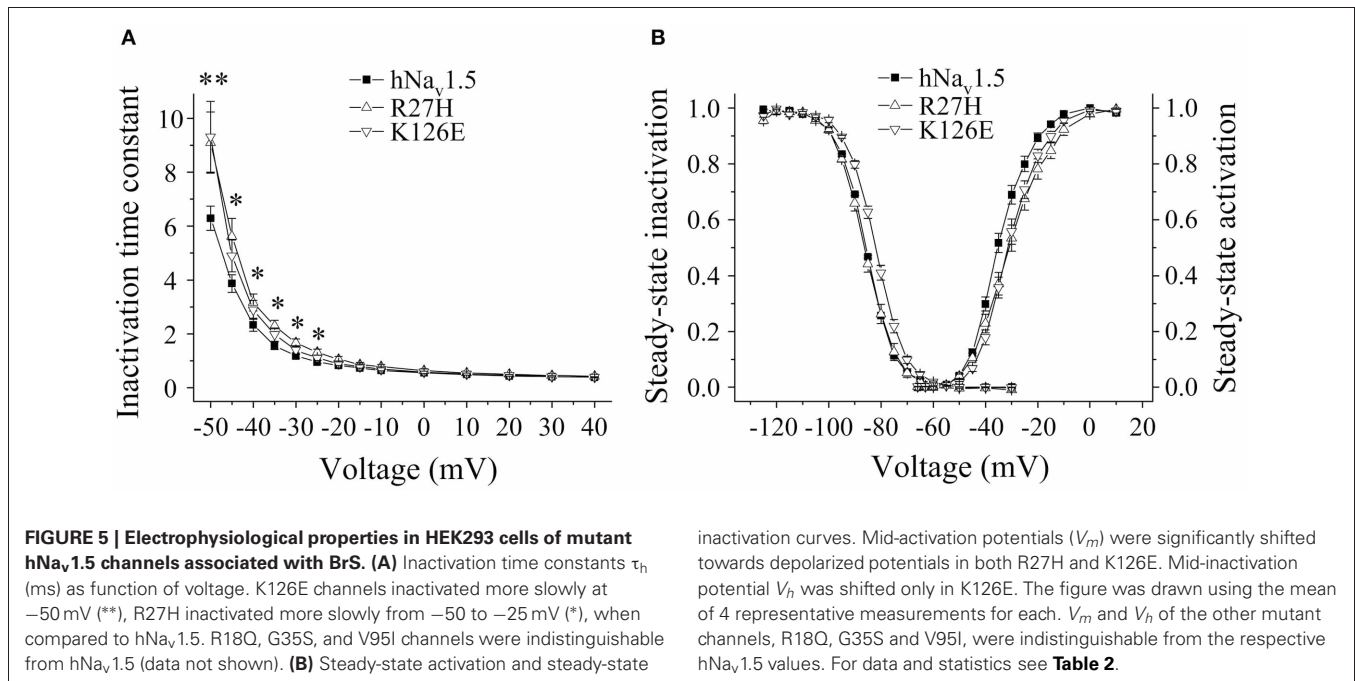 A
** * * * * *
hNav1.5
R27H
K126E
Inactivation time constant
10
8
6
4
2
0
-50 -40 -30 -20 -10 0 10 20 30 40
Voltage (mV)
B
hNav1.5
R27H
K126E
Steady-state inactivation
1.0
0.8
0.6
0.4
0.2
0.0
Steady-state activation
1.0
0.8
0.6
0.4
0.2
0.0
-120 -100 -80 -60 -40 -20 0 20
Voltage (mV)
FIGURE 5 | Electrophysiological properties in HEK293 cells of mutant
hNav1.5 channels associated with BrS. (A) Inactivation time constants τh
(ms) as function of voltage. K126E channels inactivated more slowly at
−50 mV (**), R27H inactivated more slowly from −50 to −25 mV (*), when
compared to hNav1.5. R18Q, G35S, and V95I channels were indistinguishable
from hNav1.5 (data not shown). (B) Steady-state activation and steady-state
inactivation curves. Mid-activation potentials (Vm) were significantly shifted
towards depolarized potentials in both R27H and K126E. Mid-inactivation
potential Vh was shifted only in K126E. The figure was drawn using the mean
of 4 representative measurements for each. Vm and Vh of the other mutant
channels, R18Q, G35S and V95I, were indistinguishable from the respective
hNav1.5 values. For data and statistics see Table 2.